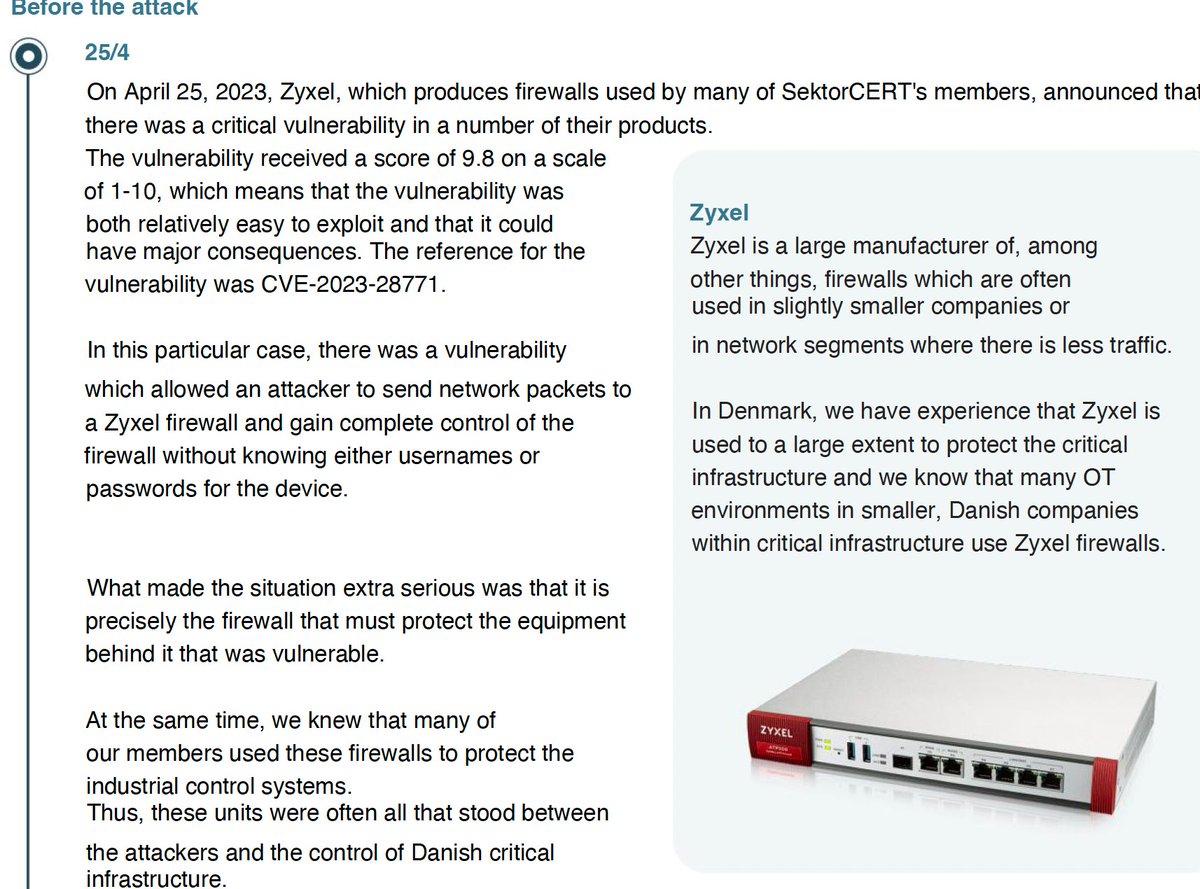 Before the attack
25/4
On April 25, 2023, Zyxel, which produces firewalls used by many of SektorCERT's members, announced that
there was a critical vulnerability in a number of their products.
The vulnerability received a score of 9.8 on a scale
of 1-10, which means that the vulnerability was
both relatively easy to exploit and that it could
have major consequences. The reference for the
vulnerability was CVE-2023-28771.
In this particular case, there was a vulnerability
which allowed an attacker to send network packets to
a Zyxel firewall and gain complete control of the
firewall without knowing either usernames or
passwords for the device.
What made the situation extra serious was that it is
precisely the firewall that must protect the equipment
behind it that was vulnerable.
At the same time, we knew that many of
our members used these firewalls to protect the
industrial control systems.
Thus, these units were often all that stood between
the attackers and the control of Danish critical
infrastructure.
Zyxel
Zyxel is a large manufacturer of, among
other things, firewalls which are often
used in slightly smaller companies or
in network segments where there is less traffic.
In Denmark, we have experience that Zyxel is
used to a large extent to protect the critical
infrastructure and we know that many OT
environments in smaller, Danish companies
within critical infrastructure use Zyxel firewalls.
ZYXEL